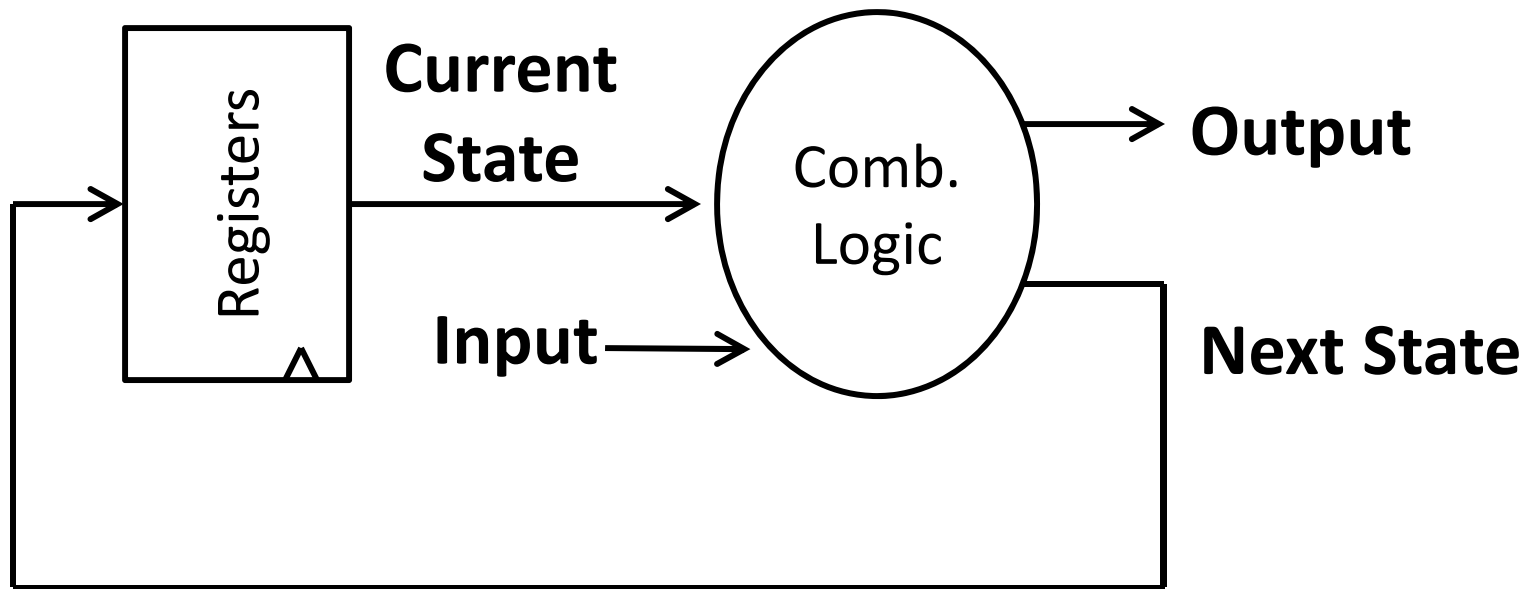 Registers
Current
State
Input
Comb.
Logic
Output
Next State